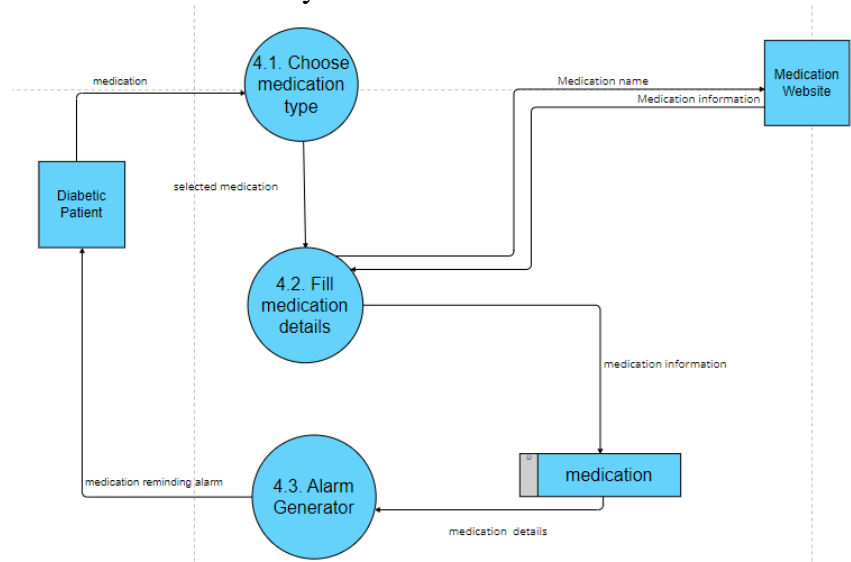 4.1. Choose
medication
type
medication
Medication name
Medication information
Medication
Website
Diabetic
Patient
selected medication
4.2. Fill
medication
details
medication information
medication
4.3. Alarm
Generator
medication reminding alarm
medication details